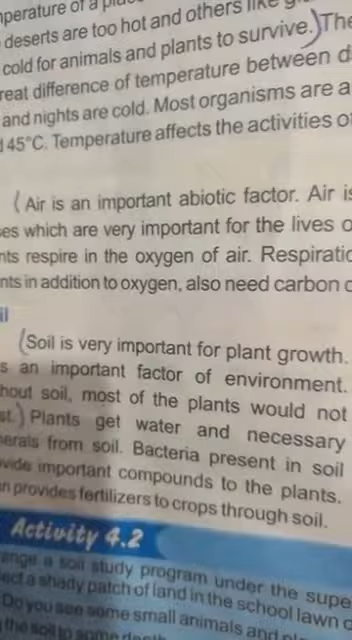 deserts are too hot and others like
cold for animals and plants to survive.) The
reat difference of temperature between d
and nights are cold. Most organisms are a
45°C. Temperature affects the activities o
(Air is an important abiotic factor. Air is
es which are very important for the lives o
nts respire in the oxygen of air. Respiratio
nts in addition to oxygen, also need carbon
il
(Soil is very important for plant growth.
s an important factor of environment.
hout soil, most of the plants would not
st.) Plants get water and necessary
nerals from soil. Bacteria present in soil
vide important compounds to the plants.
n provides fertilizers to crops through soil.
Activity 4.2
ange a soil study program under the supe
lect a shady patch of land in the school lawn
Do you see some small animals and
the soil to some